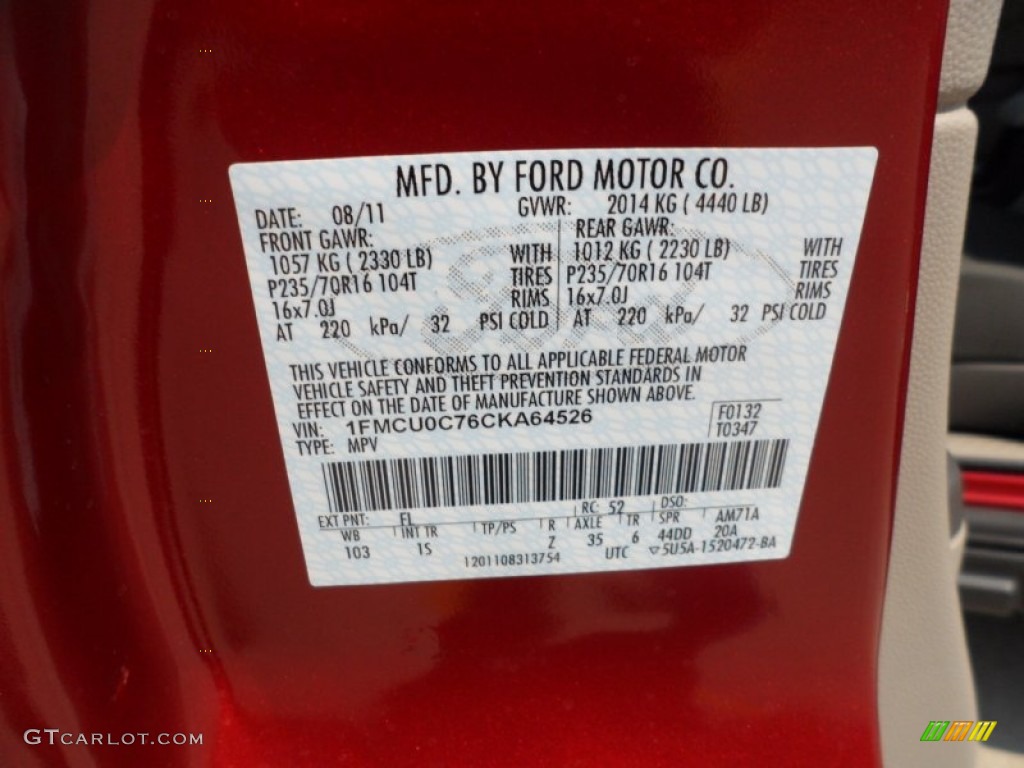 MFD. BY FORD MOTOR CO.
DATE: 08/11 GVWR: 2014 KG ( 4440 LB)
FRONT GAWR: REAR GAWR:
1057 KG ( 2330 LB) WITH 1012 KG ( 2230 LB) WITH
P235/70R16 104T TIRES P235/70R16 104T TIRES
16x7.0J RIMS 16x7.0J RIMS
AT 220 kPa/ 32 PSI COLD AT 220 kPa/ 32 PSI COLD
THIS VEHICLE CONFORMS TO ALL APPLICABLE FEDERAL MOTOR
VEHICLE SAFETY AND THEFT PREVENTION STANDARDS IN
EFFECT ON THE DATE OF MANUFACTURE SHOWN ABOVE.
VIN: 1FMCU0C76CKA64526 F0132
TYPE: MPV T0347
EXT PNT: FL RC: 52 DSO:
WB INT TR TP/PS R AXLE TR SPR AM71A
103 1S Z 35 6 44DD 20A
1201108313754 UTC ▽5U5A-1520472-BA
GTCARLOT.COM